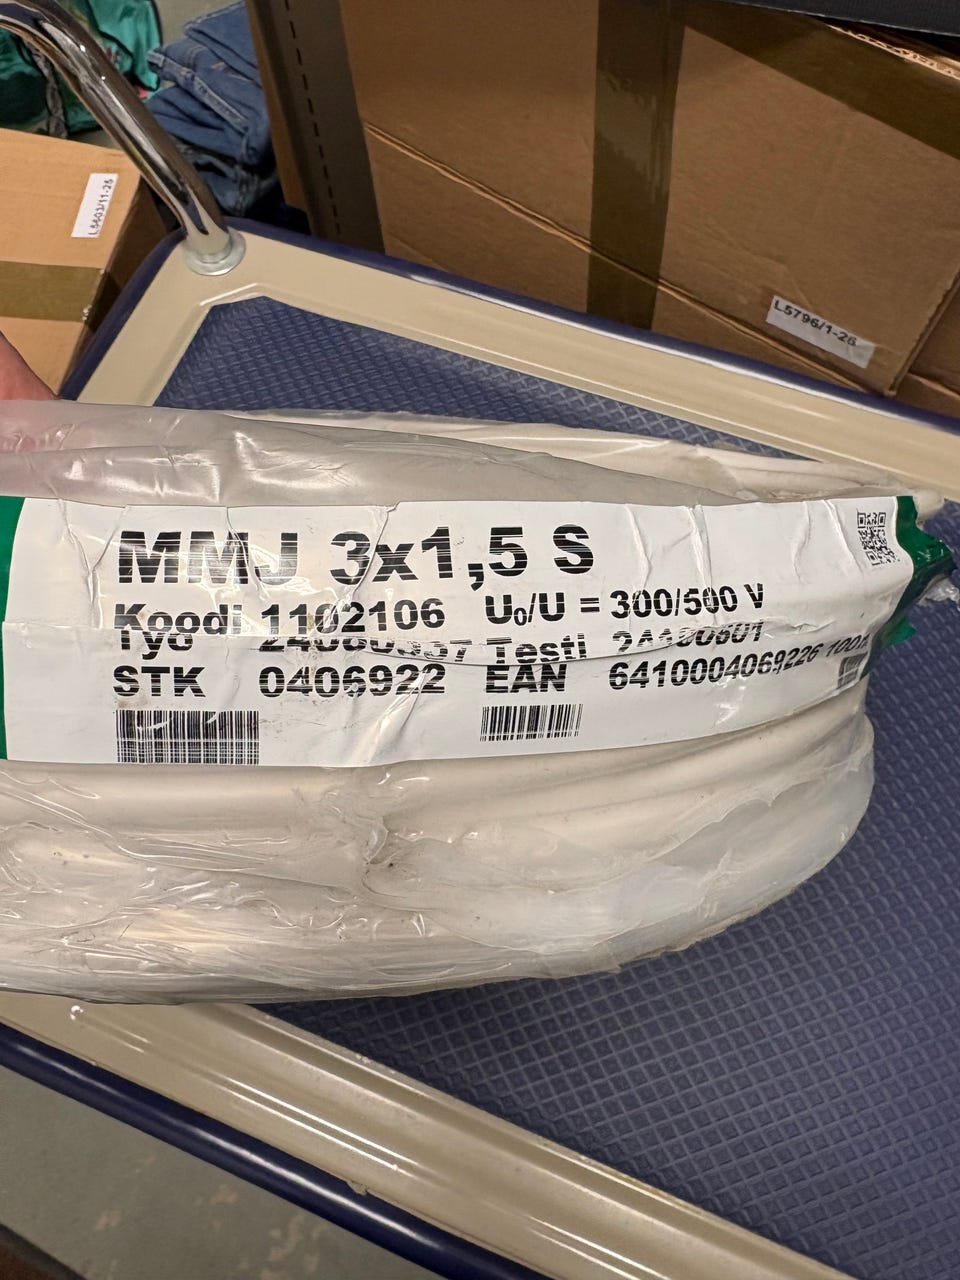 L5796/1-26
MMJ 3x1,5 S
Koodi 1102106 U₀/U = 300/500 V
Työ Testi
STK 0406922 EAN 6410004069226